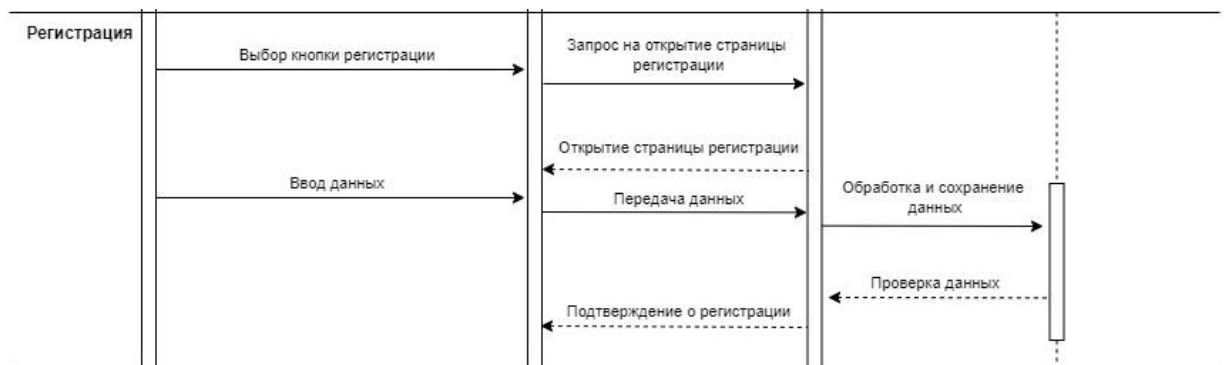 Регистрация
Выбор кнопки регистрации
Запрос на открытие страницы
регистрации
Открытие страницы регистрации
Ввод данных
Передача данных
Обработка и сохранение
данных
Проверка данных
Подтверждение о регистрации